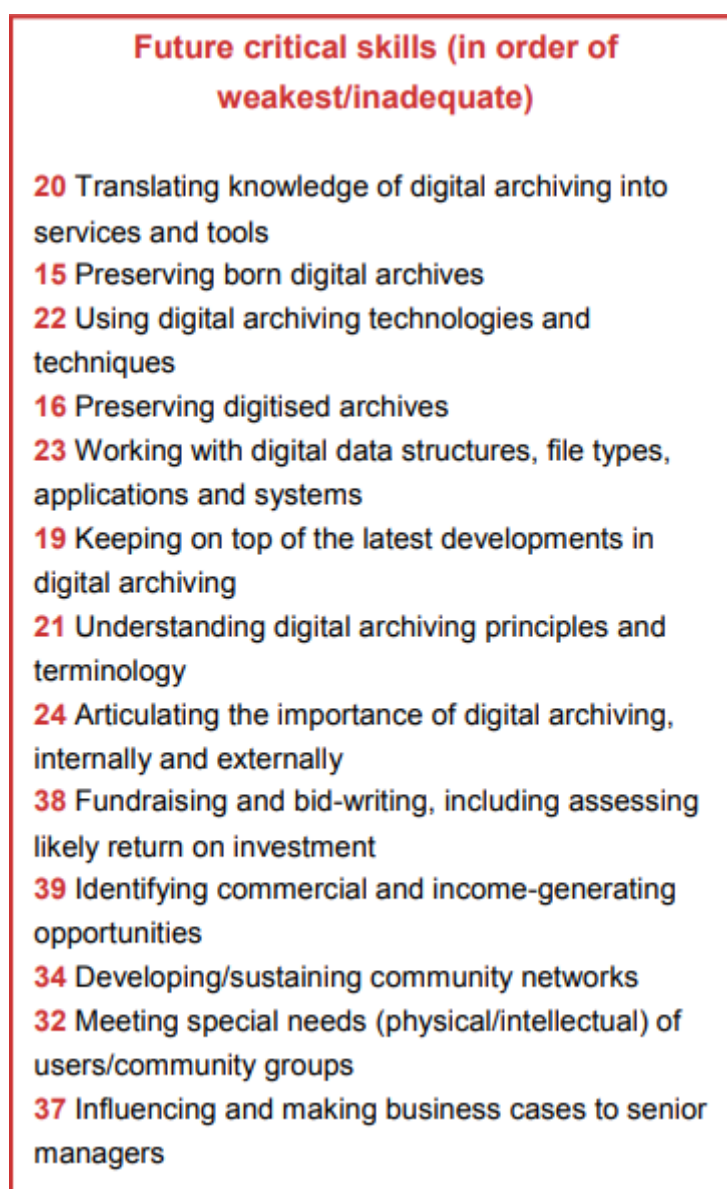 Future critical skills (in order of
weakest/inadequate)
20 Translating knowledge of digital archiving into
services and tools
15 Preserving born digital archives
22 Using digital archiving technologies and
techniques
16 Preserving digitised archives
23 Working with digital data structures, file types,
applications and systems
19 Keeping on top of the latest developments in
digital archiving
21 Understanding digital archiving principles and
terminology
24 Articulating the importance of digital archiving,
internally and externally
38 Fundraising and bid-writing, including assessing
likely return on investment
39 Identifying commercial and income-generating
opportunities
34 Developing/sustaining community networks
32 Meeting special needs (physical/intellectual) of
users/community groups
37 Influencing and making business cases to senior
managers